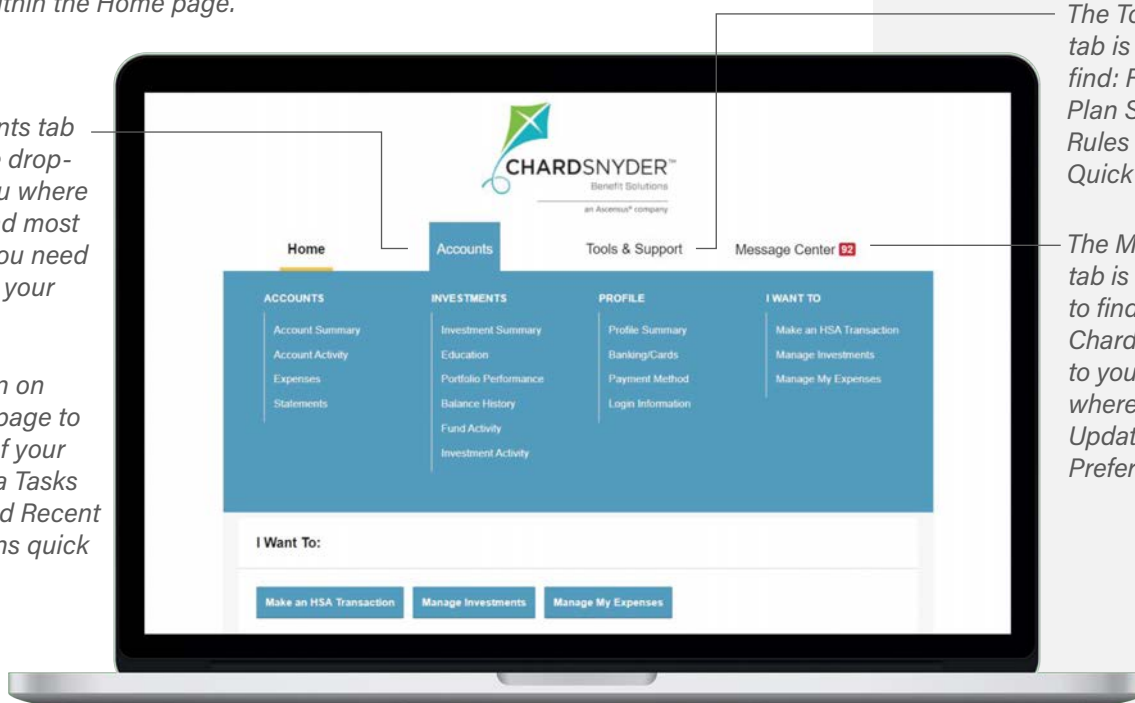 within the Home page.
nts tab
drop-
u where
d most
ou need
your
n on
page to
f your
a Tasks
d Recent
ns quick
CHARDSNYDER™
Benefit Solutions
an Ascensus® company
Home
Accounts
Tools & Support
Message Center 92
ACCOUNTS
Account Summary
Account Activity
Expenses
Statements
INVESTMENTS
Investment Summary
Education
Portfolio Performance
Balance History
Fund Activity
Investment Activity
PROFILE
Profile Summary
Banking/Cards
Payment Method
Login Information
I WANT TO
Make an HSA Transaction
Manage Investments
Manage My Expenses
I Want To:
Make an HSA Transaction
Manage Investments
Manage My Expenses
The To
tab is
find: F
Plan S
Rules
Quick
The M
tab is
to find
Chard
to you
where
Updat
Prefer